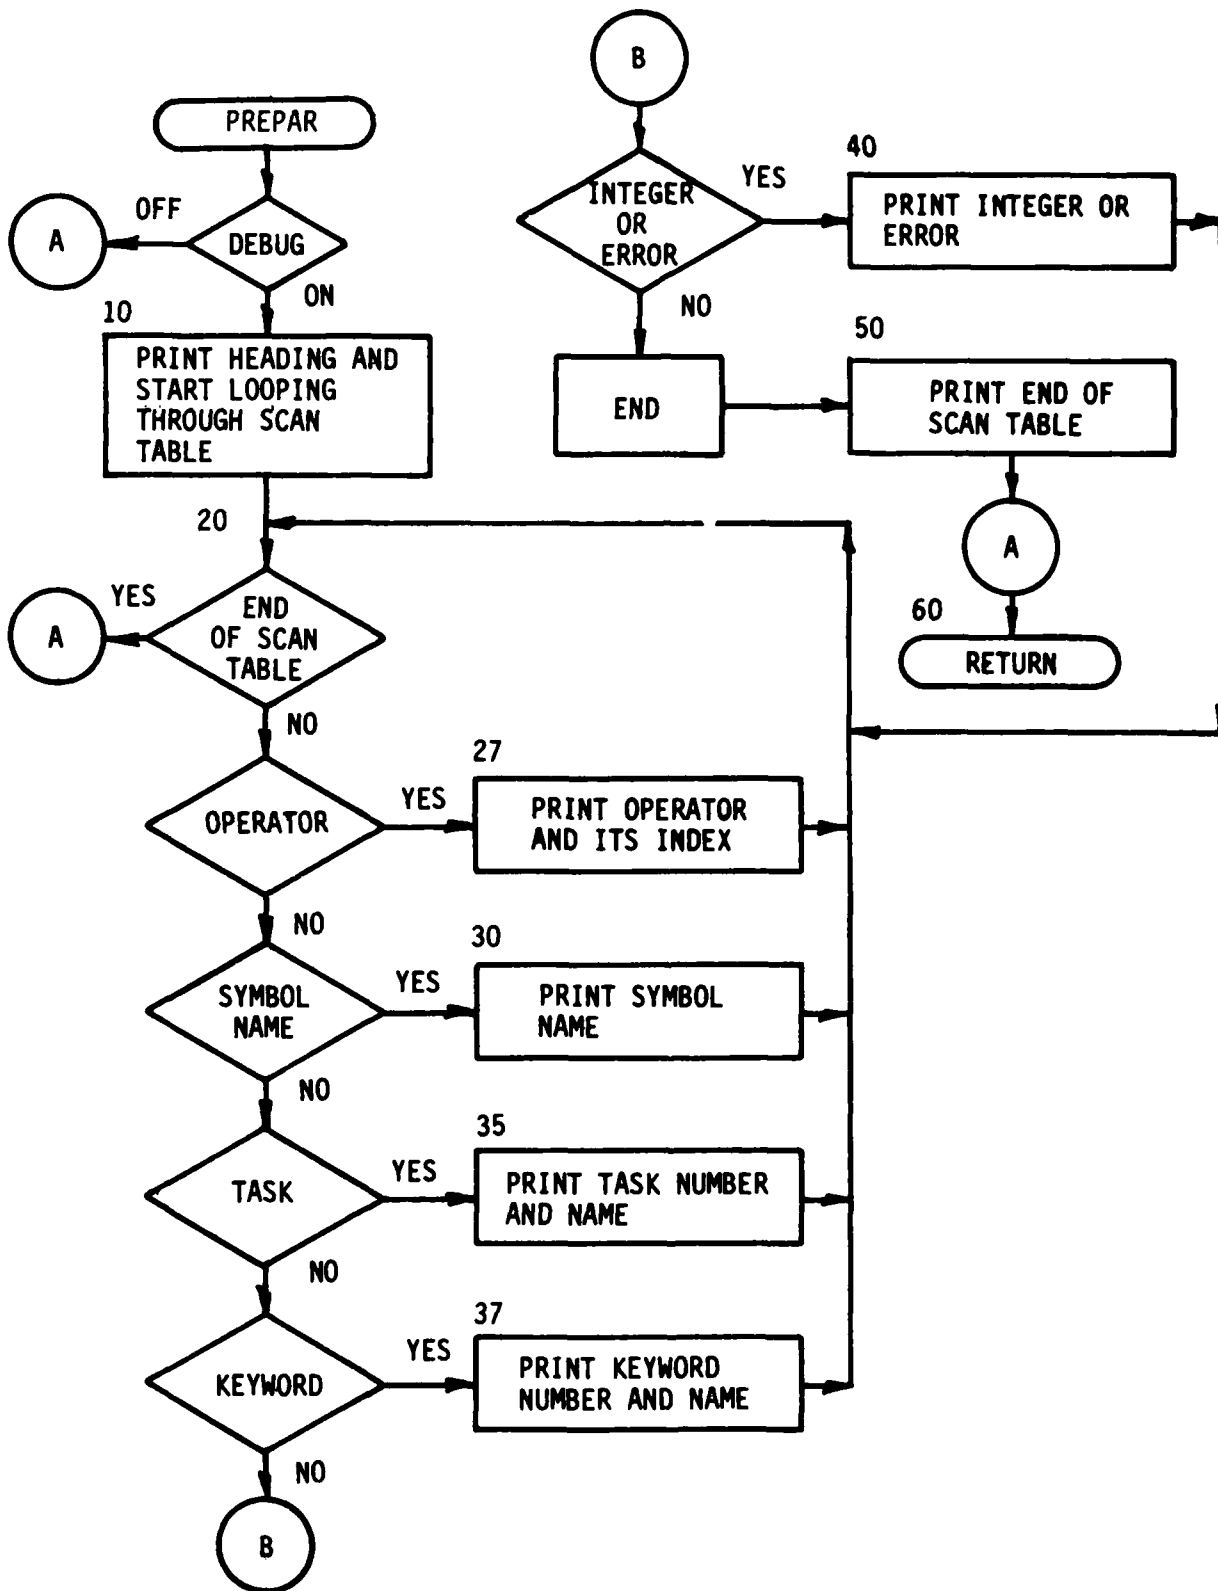 PREPAR
OFF
A
DEBUG
ON
10
PRINT HEADING AND
START LOOPING
THROUGH SCAN
TABLE
20
YES
A
END
OF SCAN
TABLE
NO
OPERATOR
YES
27
PRINT OPERATOR
AND ITS INDEX
NO
SYMBOL
NAME
YES
30
PRINT SYMBOL
NAME
NO
TASK
YES
35
PRINT TASK NUMBER
AND NAME
NO
KEYWORD
YES
37
PRINT KEYWORD
NUMBER AND NAME
NO
B
B
INTEGER
OR
ERROR
YES
40
PRINT INTEGER OR
ERROR
NO
END
50
PRINT END OF
SCAN TABLE
A
60
RETURN